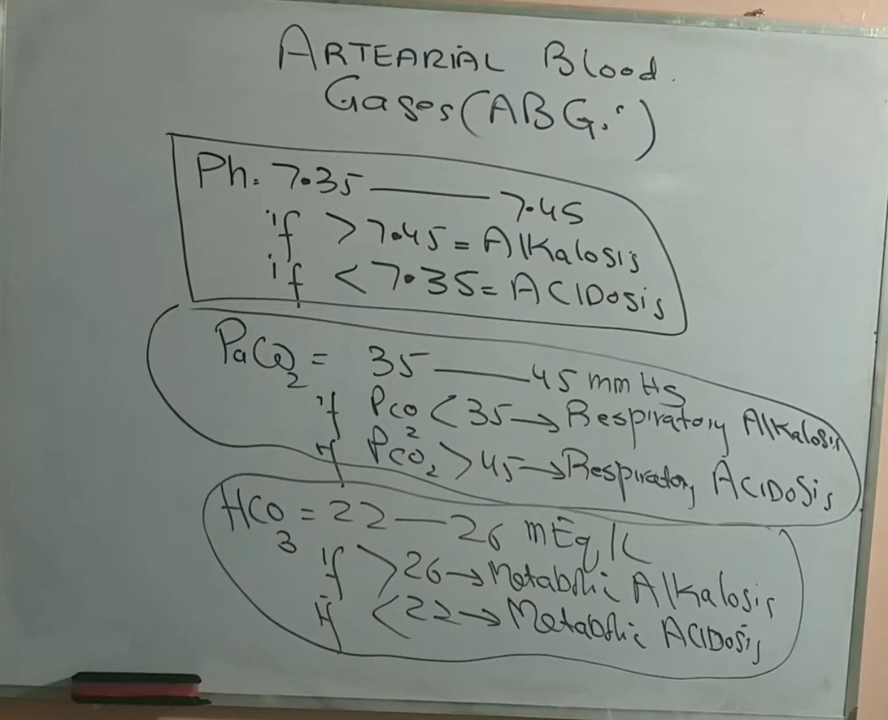 ARTEARIAL Blood.
Gases (ABG.s)
Ph. 7.35 — 7.45
if > 7.45 = Alkalosis
if < 7.35 = ACIDosis
PaCO2 = 35 — 45 mm Hg
if PCO2 < 35 → Respiratory Alkalosis
if PCO2 > 45 → Respiratory ACIDosis
HCO3 = 22 — 26 mEq/L
if > 26 → Metabolic Alkalosis
if < 22 → Metabolic ACIDosis